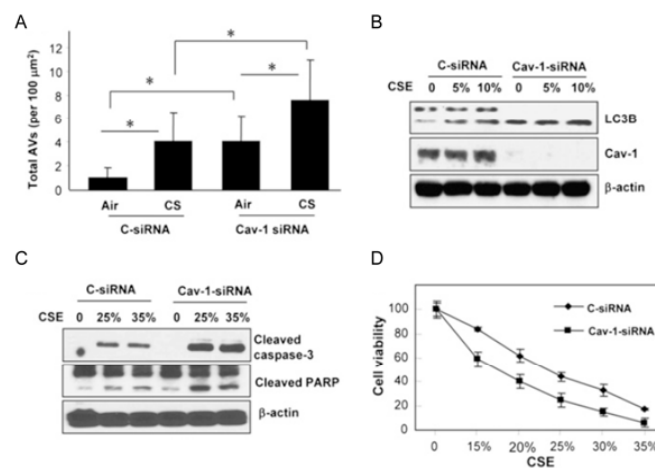 A
Total AVs (per 100 μm²)
12
10
8
6
4
2
0
*
*
*
*
Air CS Air CS
C-siRNA Cav-1 siRNA
B
C-siRNA Cav-1-siRNA
CSE 0 5% 10% 0 5% 10%
LC3B
Cav-1
β-actin
C
C-siRNA Cav-1-siRNA
CSE 0 25% 35% 0 25% 35%
Cleaved
caspase-3
Cleaved PARP
β-actin
D
Cell viability
100
80
60
40
20
0
C-siRNA
Cav-1-siRNA
0 15% 20% 25% 30% 35%
CSE